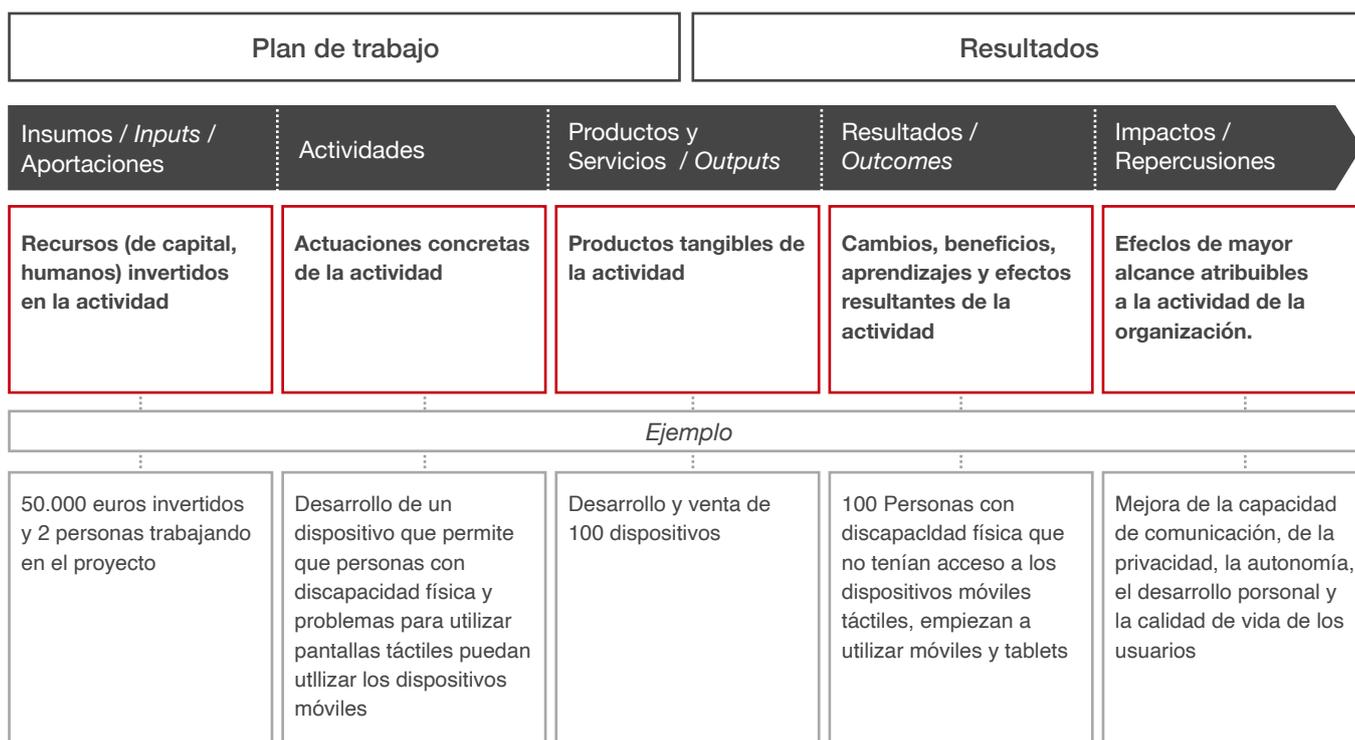 Plan de trabajo
Resultados
Insumos / Inputs /
Aportaciones
Actividades
Productos y
Servicios / Outputs
Resultados /
Outcomes
Impactos /
Repercusiones
Recursos (de capital,
humanos) invertidos
en la actividad
Actuaciones concretas
de la actividad
Productos tangibles de
la actividad
Cambios, beneficios,
aprendizajes y efectos
resultantes de la
actividad
Efeclos de mayor
alcance atribuibles
a la actividad de la
organización.
Ejemplo
50.000 euros invertidos
y 2 personas trabajando
en el proyecto
Desarrollo de un
dispositivo que permite
que personas con
discapacidad física y
problemas para utilizar
pantallas táctiles puedan
utllizar los dispositivos
móviles
Desarrollo y venta de
100 dispositivos
100 Personas con
discapacldad física que
no tenían acceso a los
dispositivos móviles
táctiles, empiezan a
utilizar móviles y tablets
Mejora de la capacidad
de comunicación, de la
privacidad, la autonomía,
el desarrollo porsonal y
la calidad de vida de los
usuarios